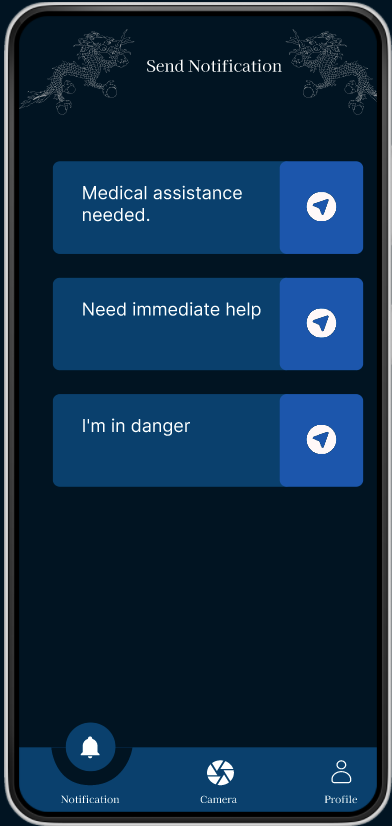 Send Notification
Medical assistance
needed.
Need immediate help
I'm in danger
Notification
Camera
Profile